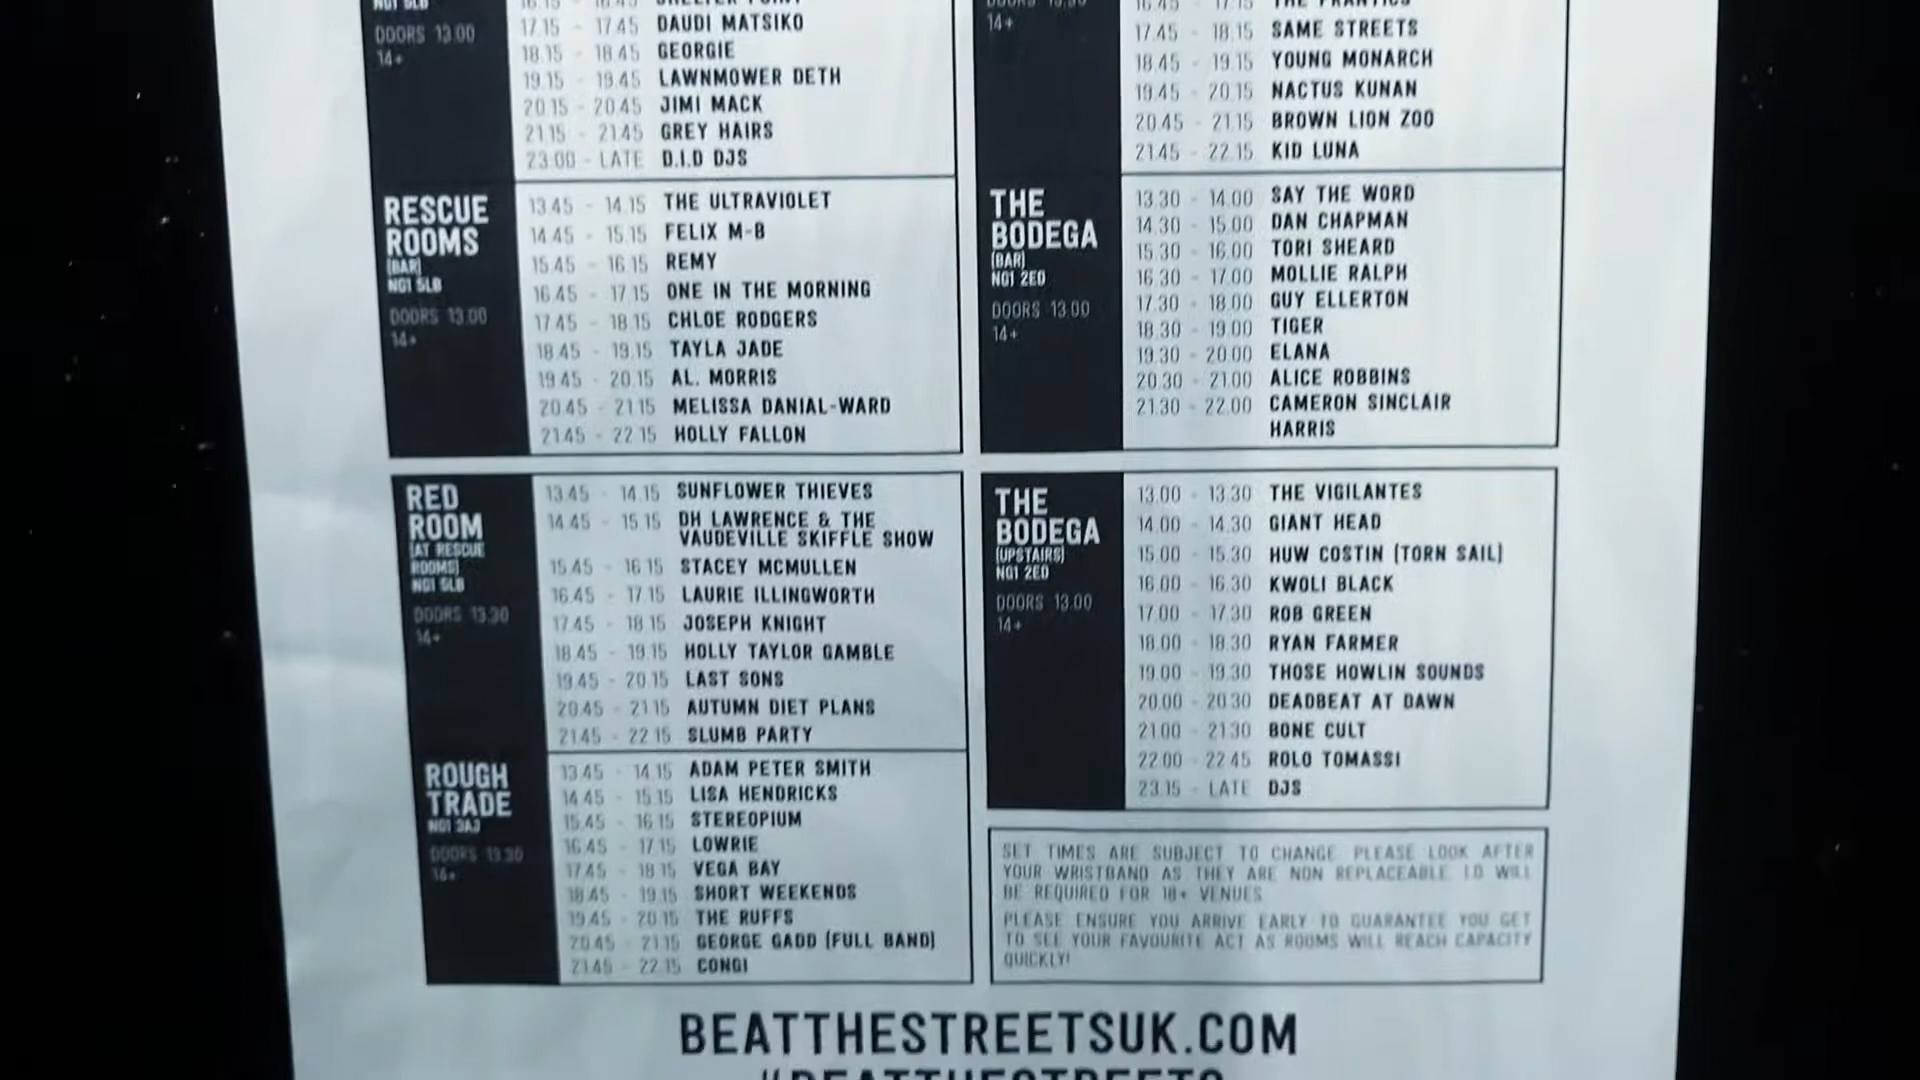 NG1 5LB
DOORS 13.00
14+
17.15 - 17.45 DAUDI MATSIKO
18.15 - 18.45 GEORGIE
19.15 - 19.45 LAWNMOWER DETH
20.15 - 20.45 JIMI MACK
21.15 - 21.45 GREY HAIRS
23.00 - LATE D.I.D DJS
RESCUE
ROOMS
(BAR)
NG1 5LB
DOORS 13.00
14+
13.45 - 14.15 THE ULTRAVIOLET
14.45 - 15.15 FELIX M-B
15.45 - 16.15 REMY
16.45 - 17.15 ONE IN THE MORNING
17.45 - 18.15 CHLOE RODGERS
18.45 - 19.15 TAYLA JADE
19.45 - 20.15 AL. MORRIS
20.45 - 21.15 MELISSA DANIAL-WARD
21.45 - 22.15 HOLLY FALLON
RED
ROOM
(AT RESCUE
ROOMS)
NG1 5LB
DOORS 13.30
14+
13.45 - 14.15 SUNFLOWER THIEVES
14.45 - 15.15 DH LAWRENCE & THE
VAUDEVILLE SKIFFLE SHOW
15.45 - 16.15 STACEY MCMULLEN
16.45 - 17.15 LAURIE ILLINGWORTH
17.45 - 18.15 JOSEPH KNIGHT
18.45 - 19.15 HOLLY TAYLOR GAMBLE
19.45 - 20.15 LAST SONS
20.45 - 21.15 AUTUMN DIET PLANS
21.45 - 22.15 SLUMB PARTY
ROUGH
TRADE
NG1 3AJ
DOORS 13.30
14+
13.45 - 14.15 ADAM PETER SMITH
14.45 - 15.15 LISA HENDRICKS
15.45 - 16.15 STEREOPIUM
16.45 - 17.15 LOWRIE
17.45 - 18.15 VEGA BAY
18.45 - 19.15 SHORT WEEKENDS
19.45 - 20.15 THE RUFFS
20.45 - 21.15 GEORGE GADD (FULL BAND)
21.45 - 22.15 CONGI
14+
16.45 - 17.15 THE FRANTICS
17.45 - 18.15 SAME STREETS
18.45 - 19.15 YOUNG MONARCH
19.45 - 20.15 NACTUS KUNAN
20.45 - 21.15 BROWN LION ZOO
21.45 - 22.15 KID LUNA
THE
BODEGA
(BAR)
NG1 2ED
DOORS 13.00
14+
13.30 - 14.00 SAY THE WORD
14.30 - 15.00 DAN CHAPMAN
15.30 - 16.00 TORI SHEARD
16.30 - 17.00 MOLLIE RALPH
17.30 - 18.00 GUY ELLERTON
18.30 - 19.00 TIGER
19.30 - 20.00 ELANA
20.30 - 21.00 ALICE ROBBINS
21.30 - 22.00 CAMERON SINCLAIR
HARRIS
THE
BODEGA
(UPSTAIRS)
NG1 2ED
DOORS 13.00
14+
13.00 - 13.30 THE VIGILANTES
14.00 - 14.30 GIANT HEAD
15.00 - 15.30 HUW COSTIN (TORN SAIL)
16.00 - 16.30 KWOLI BLACK
17.00 - 17.30 ROB GREEN
18.00 - 18.30 RYAN FARMER
19.00 - 19.30 THOSE HOWLIN SOUNDS
20.00 - 20.30 DEADBEAT AT DAWN
21.00 - 21.30 BONE CULT
22.00 - 22.45 ROLO TOMASSI
23.15 - LATE DJS
SET TIMES ARE SUBJECT TO CHANGE. PLEASE LOOK AFTER
YOUR WRISTBAND AS THEY ARE NON REPLACEABLE. I.D WILL
BE REQUIRED FOR 18+ VENUES
PLEASE ENSURE YOU ARRIVE EARLY TO GUARANTEE YOU GET
TO SEE YOUR FAVOURITE ACT AS ROOMS WILL REACH CAPACITY
QUICKLY!
BEATTHESTREETSUK.COM
#BEATTHESTREETS